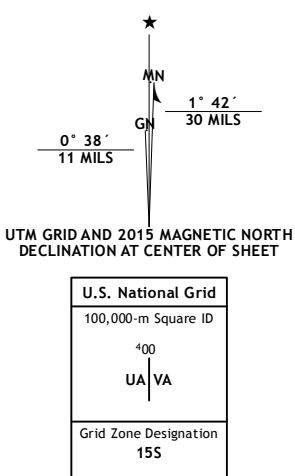 ★
MN
1° 42´
30 MILS
GN
0° 38´
11 MILS
UTM GRID AND 2015 MAGNETIC NORTH
DECLINATION AT CENTER OF SHEET
U.S. National Grid
100,000-m Square ID
⁴00
UA VA
Grid Zone Designation
15S